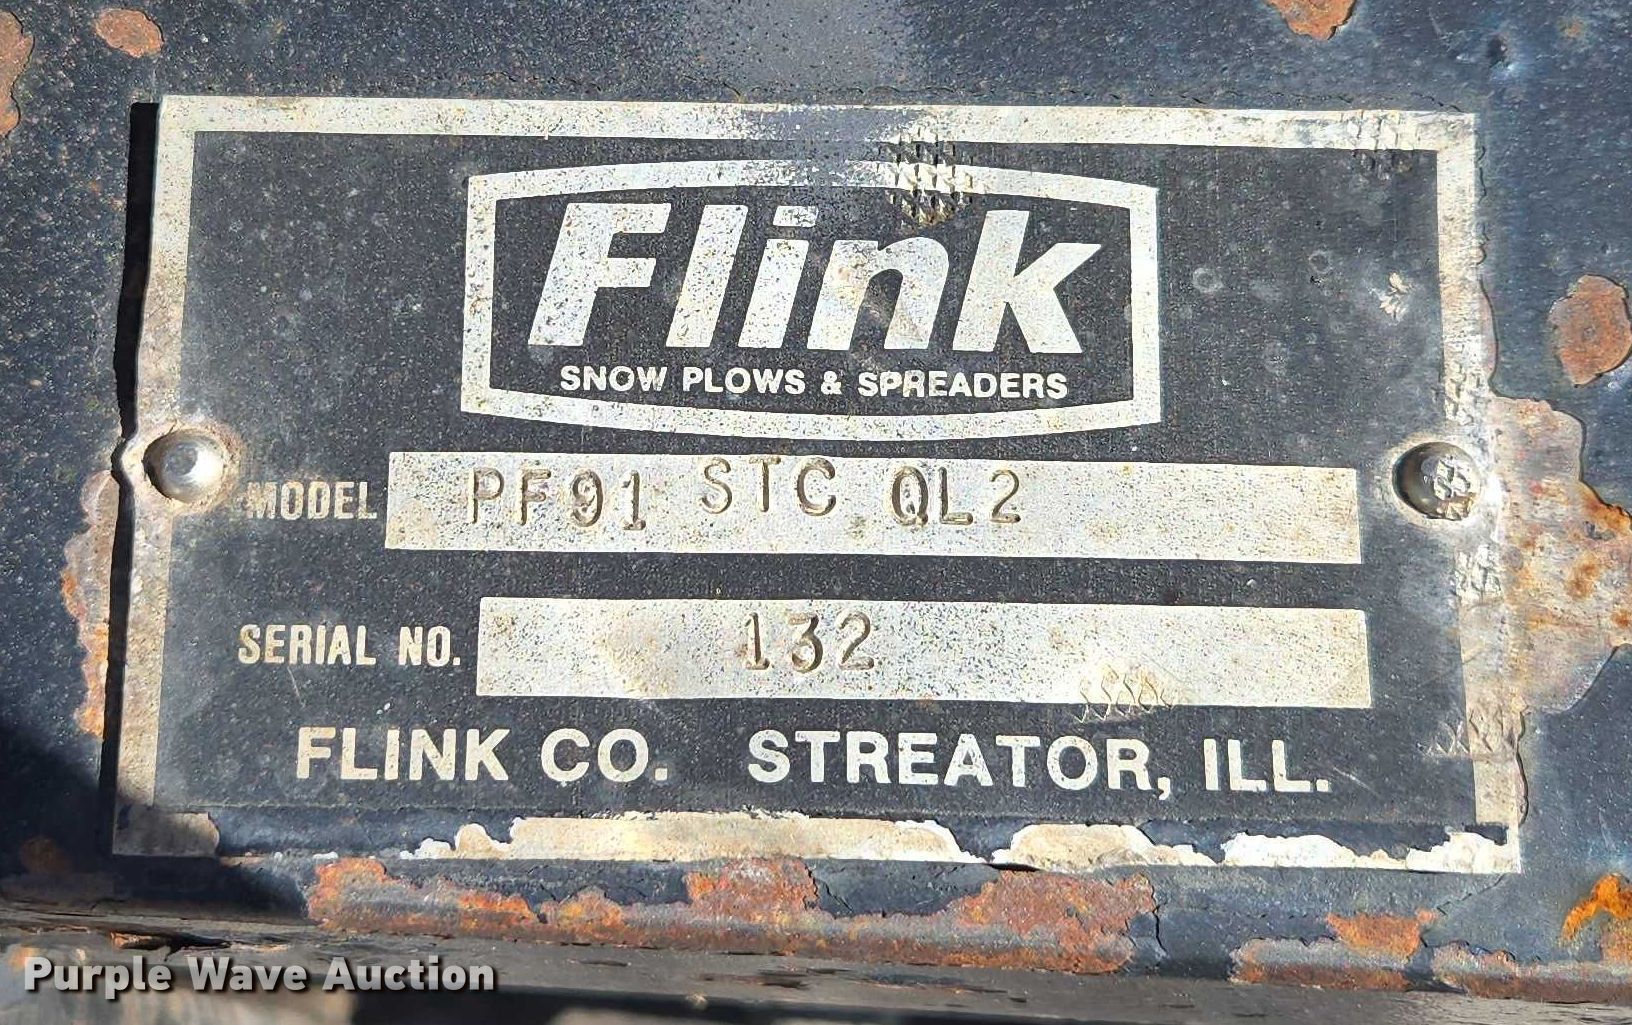 Flink
SNOW PLOWS & SPREADERS
MODEL PF91 STC QL2
SERIAL NO. 132
FLINK CO. STREATOR, ILL.
Purple Wave Auction